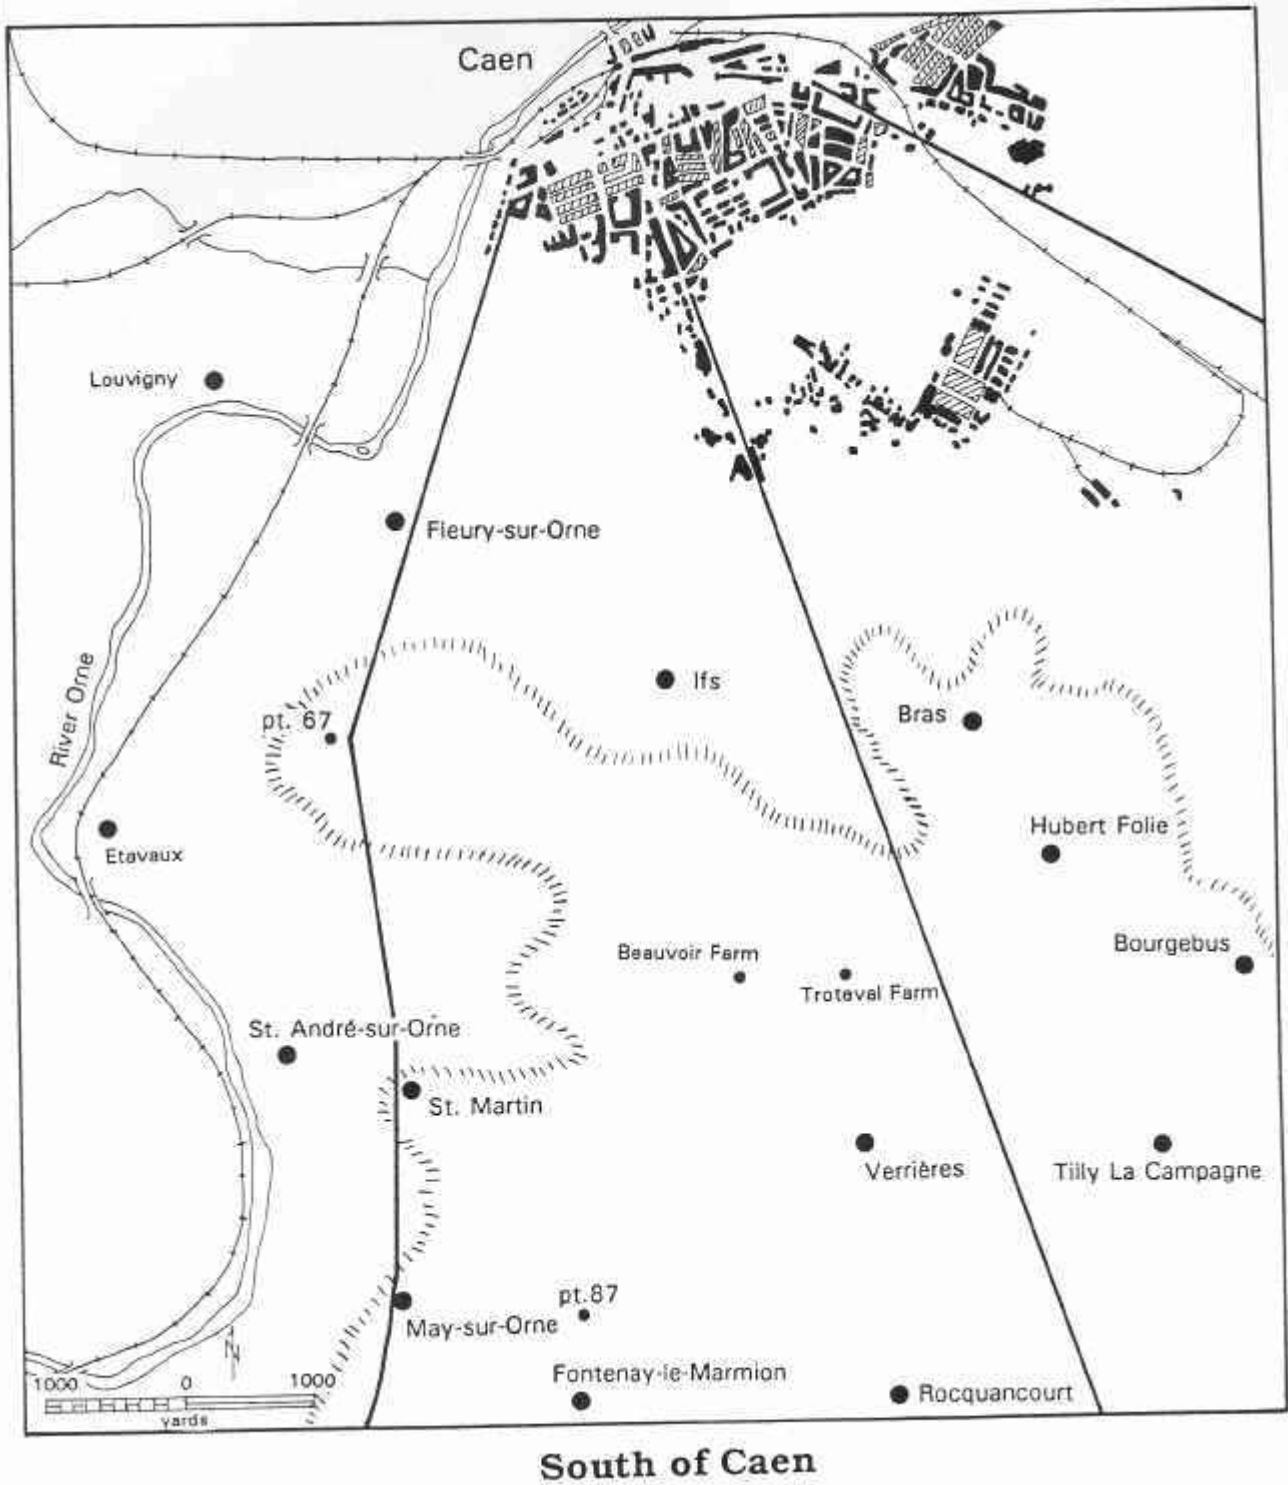 Caen
Louvigny
Fleury-sur-Orne
River Orne
Ifs
pt. 67
Bras
Etavaux
Hubert Folie
Bourgebus
Beauvoir Farm
Troteval Farm
St. André-sur-Orne
St. Martin
Verrières
Tilly La Campagne
pt.87
May-sur-Orne
N
Fontenay-le-Marmion
Rocquancourt
1000 0 1000
yards
South of Caen